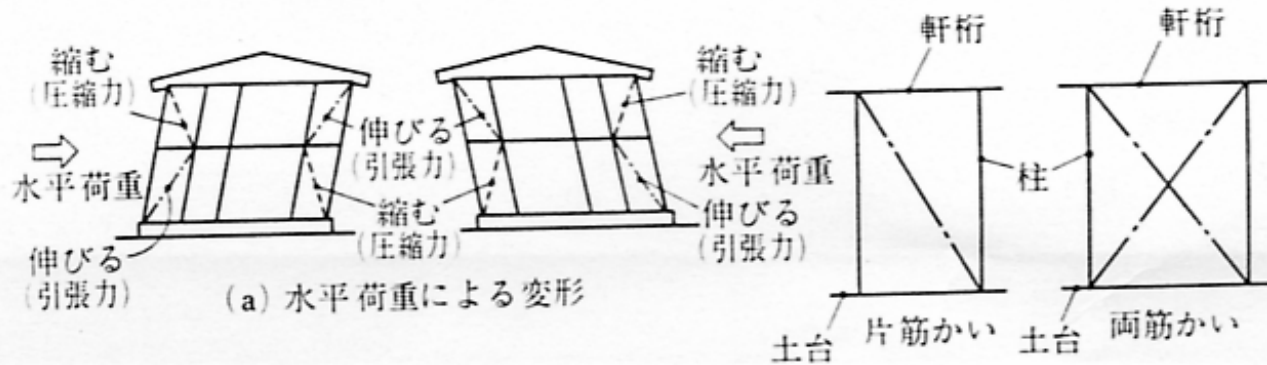 縮む
(圧縮力)
水平荷重
伸びる
(引張力)
伸びる
(引張力)
縮む
(圧縮力)
縮む
(圧縮力)
水平荷重
伸びる
(引張力)
(a) 水平荷重による変形
軒桁
軒桁
柱
土台
片筋かい
土台
両筋かい